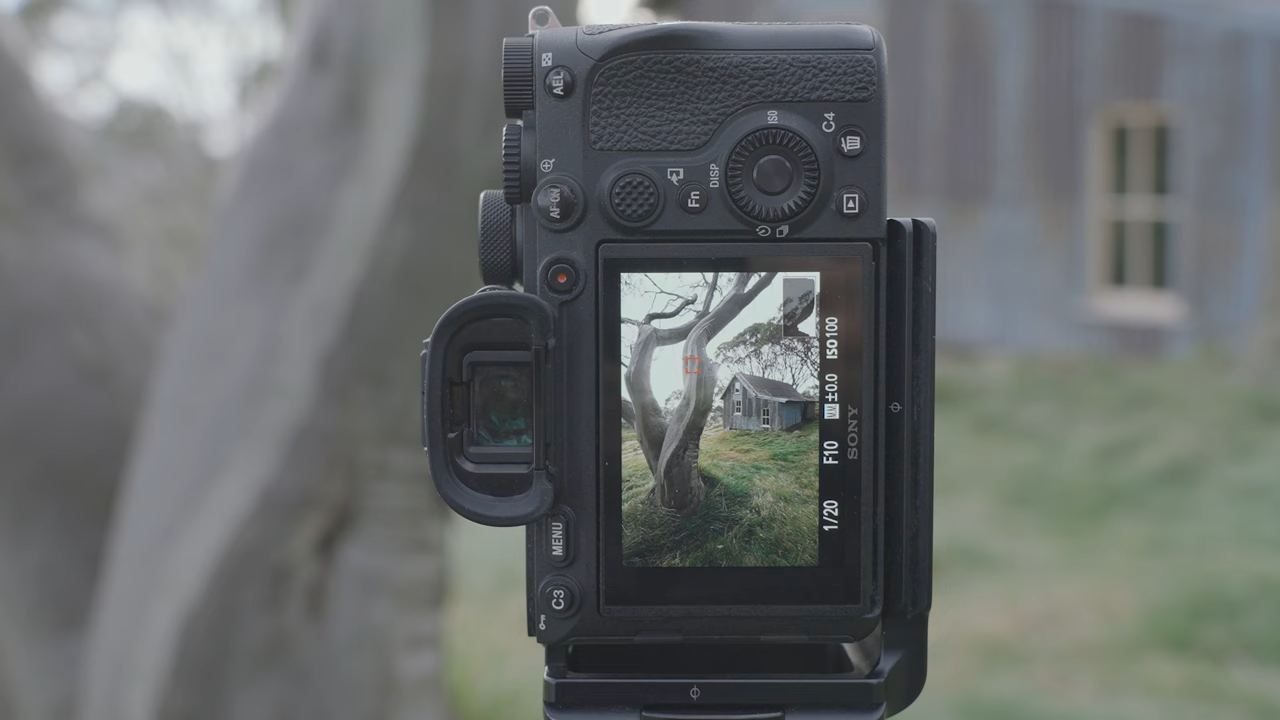 AEL
ISO
C4
AF-ON
Fn
DISP
MENU
C3
1/20 F10 ±0.0 ISO100
SONY